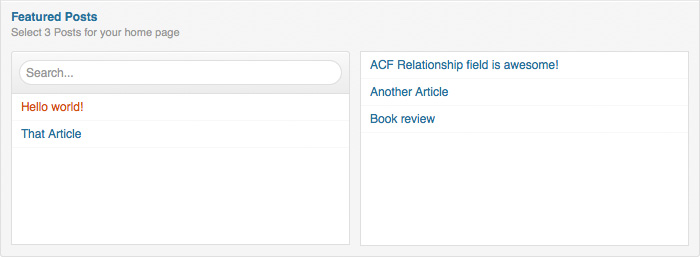 Featured Posts
Select 3 Posts for your home page
Search...
Hello world!
That Article
ACF Relationship field is awesome!
Another Article
Book review